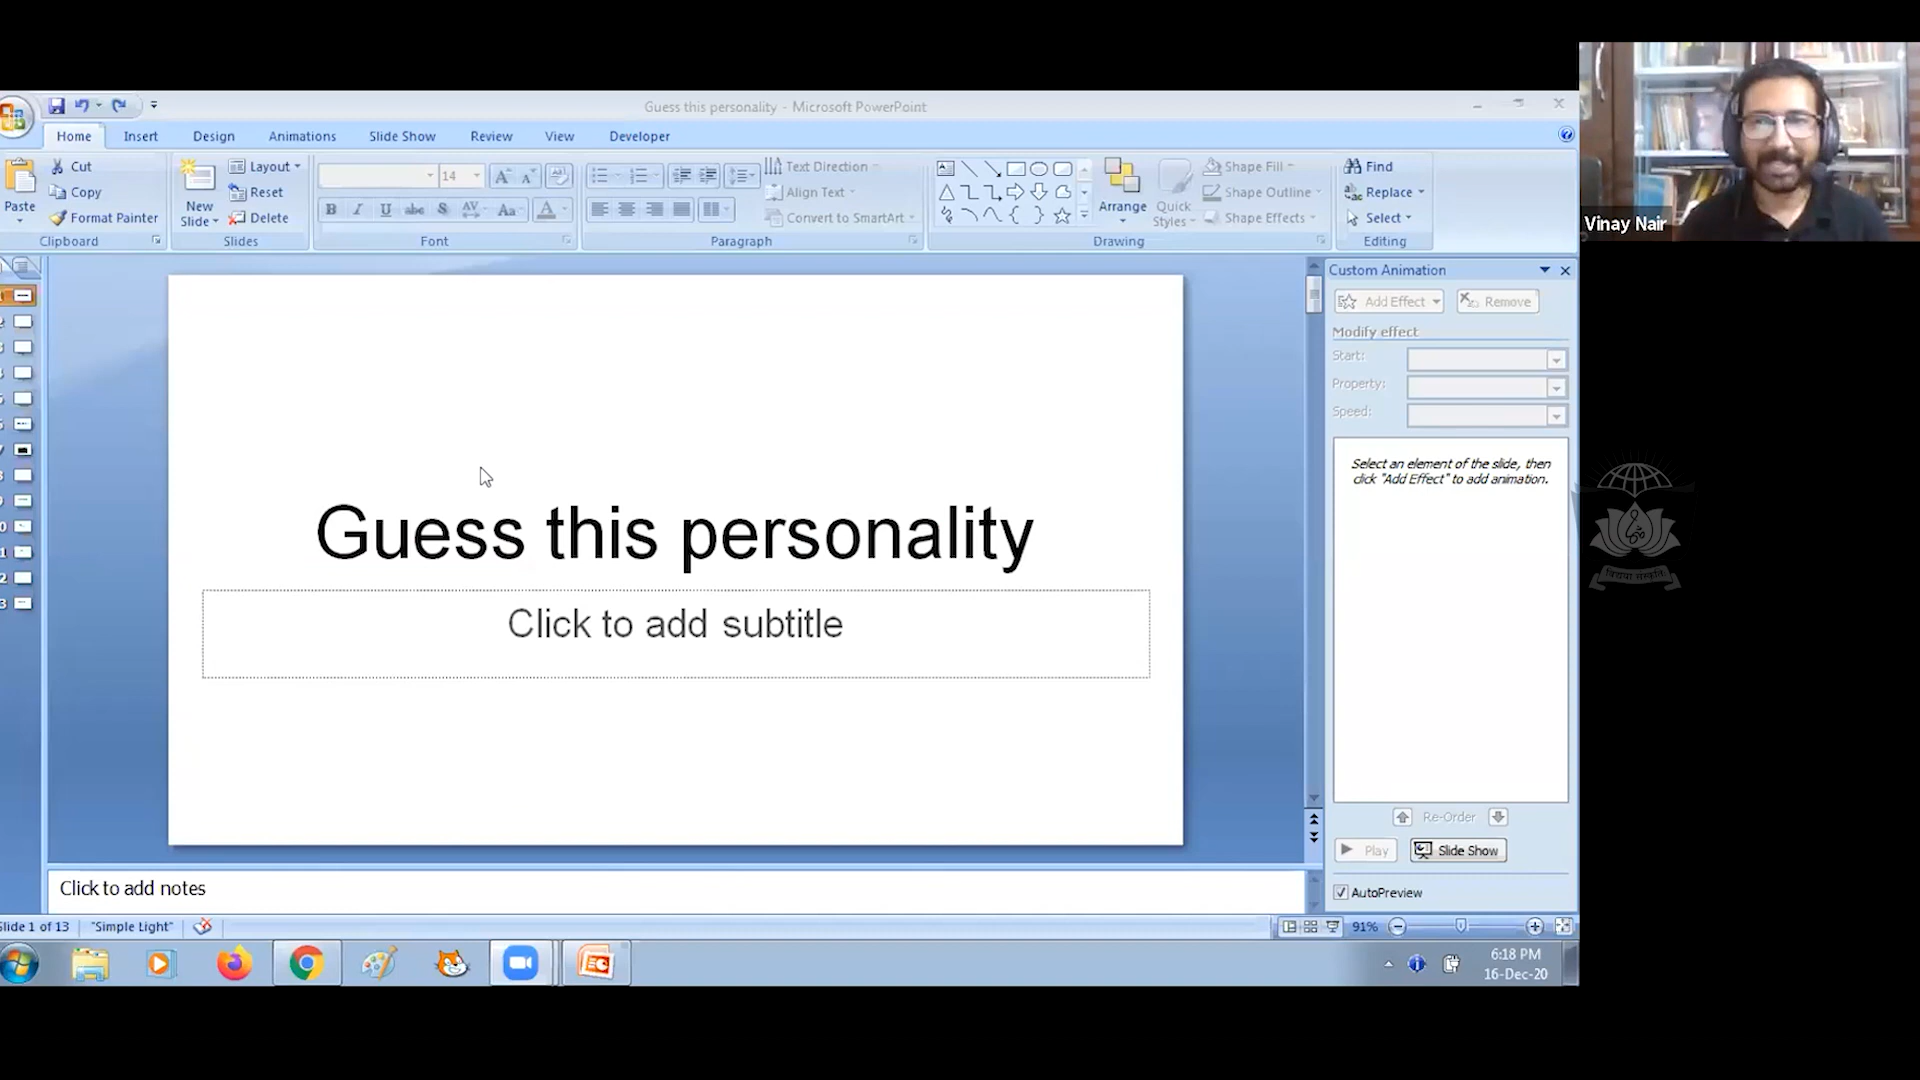 Guess this personality - Microsoft PowerPoint
Home Insert Design Animations Slide Show Review View Developer
Paste
Cut
Copy
Format Painter
Clipboard
New Slide
Layout
Reset
Delete
Slides
14
Font
Text Direction
Align Text
Convert to SmartArt
Paragraph
Arrange
Quick Styles
Shape Fill
Shape Outline
Shape Effects
Drawing
Find
Replace
Select
Editing
Vinay Nair
Guess this personality
Click to add subtitle
Custom Animation
Add Effect Remove
Modify effect
Start:
Property:
Speed:
Select an element of the slide, then
click "Add Effect" to add animation.
Re-Order
Play Slide Show
AutoPreview
विद्यया संस्कृतिः
Click to add notes
Slide 1 of 13 "Simple Light" 91%
6:18 PM
16-Dec-20